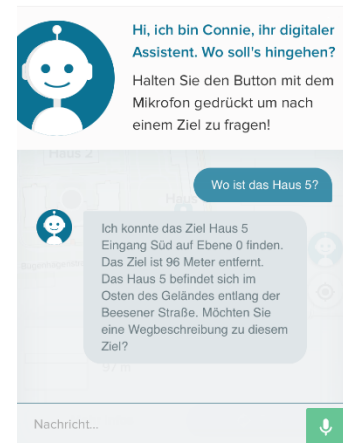 Hi, ich bin Connie, ihr digitaler
Assistent. Wo soll's hingehen?
Halten Sie den Button mit dem
Mikrofon gedrückt um nach
einem Ziel zu fragen!
Haus 2
Wo ist das Haus 5?
Ich konnte das Ziel Haus 5
Eingang Süd auf Ebene 0 finden.
Das Ziel ist 96 Meter entfernt.
Das Haus 5 befindet sich im
Osten des Geländes entlang der
Beesener Straße. Möchten Sie
eine Wegbeschreibung zu diesem
Ziel?
97 m
Nachricht...